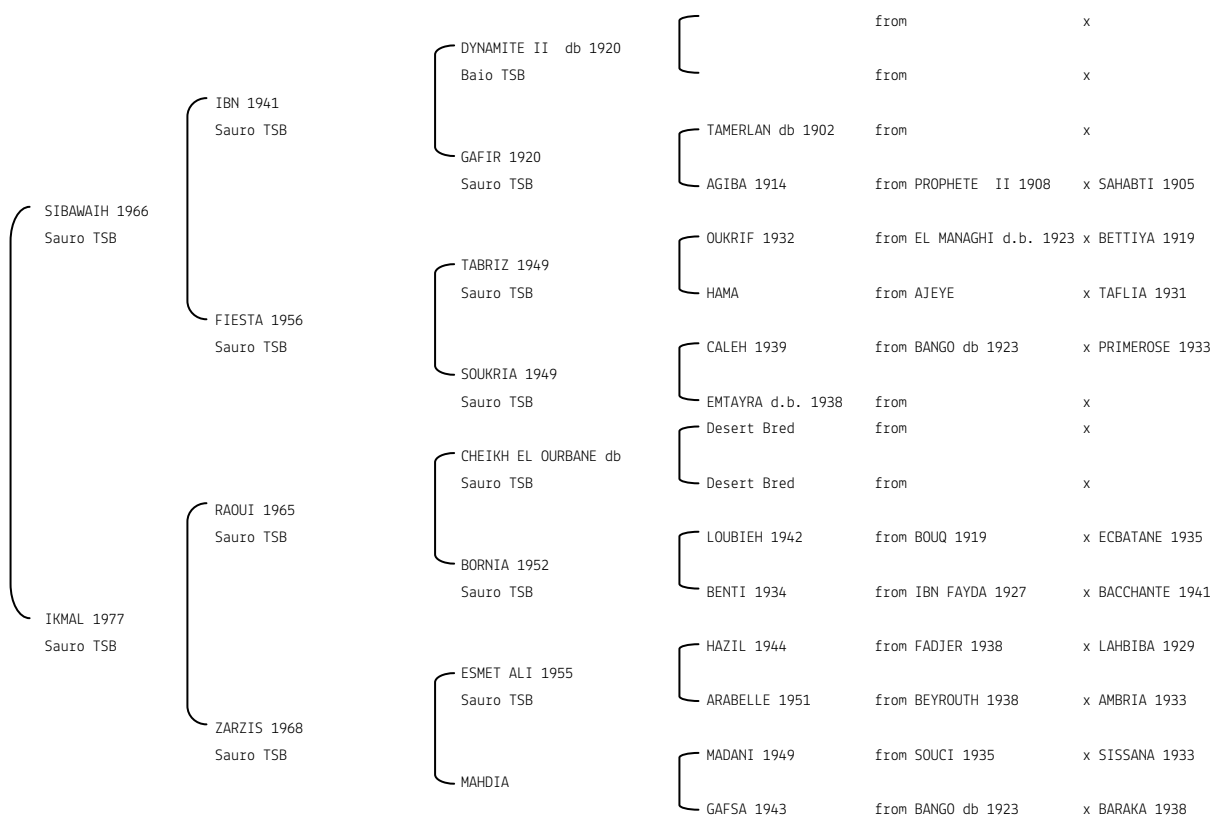 from x
DYNAMITE II  db 1920
Baio TSB from x
IBN 1941
Sauro TSB TAMERLAN db 1902 from x
GAFIR 1920
Sauro TSB AGIBA 1914 from PROPHETE  II 1908 x SAHABTI 1905
SIBAWAIH 1966
Sauro TSB OUKRIF 1932 from EL MANAGHI d.b. 1923 x BETTIYA 1919
TABRIZ 1949
Sauro TSB HAMA from AJEYE x TAFLIA 1931
FIESTA 1956
Sauro TSB CALEH 1939 from BANGO db 1923 x PRIMEROSE 1933
SOUKRIA 1949
Sauro TSB EMTAYRA d.b. 1938 from x
Desert Bred from x
CHEIKH EL OURBANE db
Sauro TSB Desert Bred from x
RAOUI 1965
Sauro TSB LOUBIEH 1942 from BOUQ 1919 x ECBATANE 1935
BORNIA 1952
Sauro TSB BENTI 1934 from IBN FAYDA 1927 x BACCHANTE 1941
IKMAL 1977
Sauro TSB HAZIL 1944 from FADJER 1938 x LAHBIBA 1929
ESMET ALI 1955
Sauro TSB ARABELLE 1951 from BEYROUTH 1938 x AMBRIA 1933
ZARZIS 1968
Sauro TSB MADANI 1949 from SOUCI 1935 x SISSANA 1933
MAHDIA
GAFSA 1943 from BANGO db 1923 x BARAKA 1938